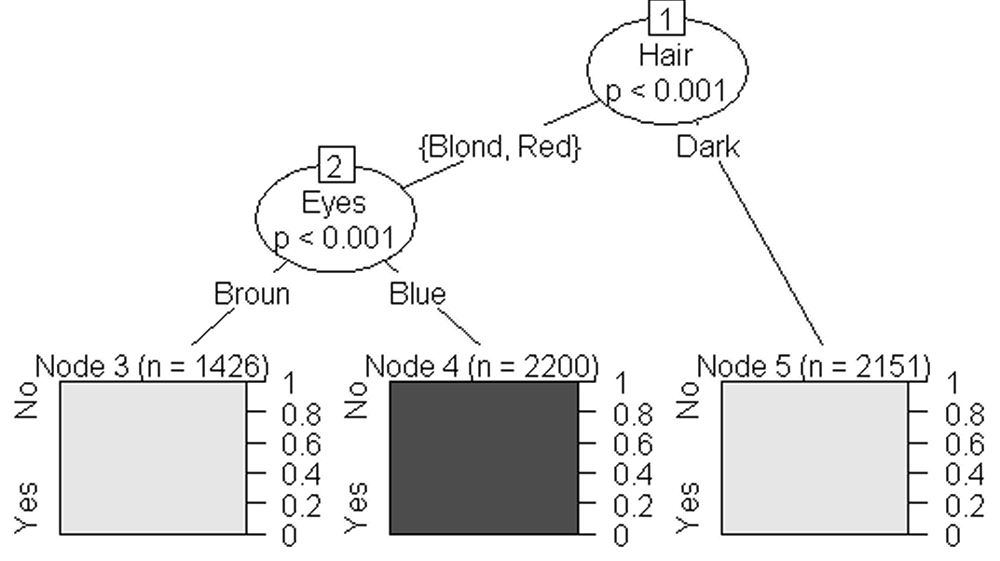 1
Hair
p < 0.001
{Blond, Red}
Dark
2
Eyes
p < 0.001
Broun
Blue
Node 3 (n = 1426)
No
Yes
1
0.8
0.6
0.4
0.2
0
Node 4 (n = 2200)
No
Yes
1
0.8
0.6
0.4
0.2
0
Node 5 (n = 2151)
No
Yes
1
0.8
0.6
0.4
0.2
0